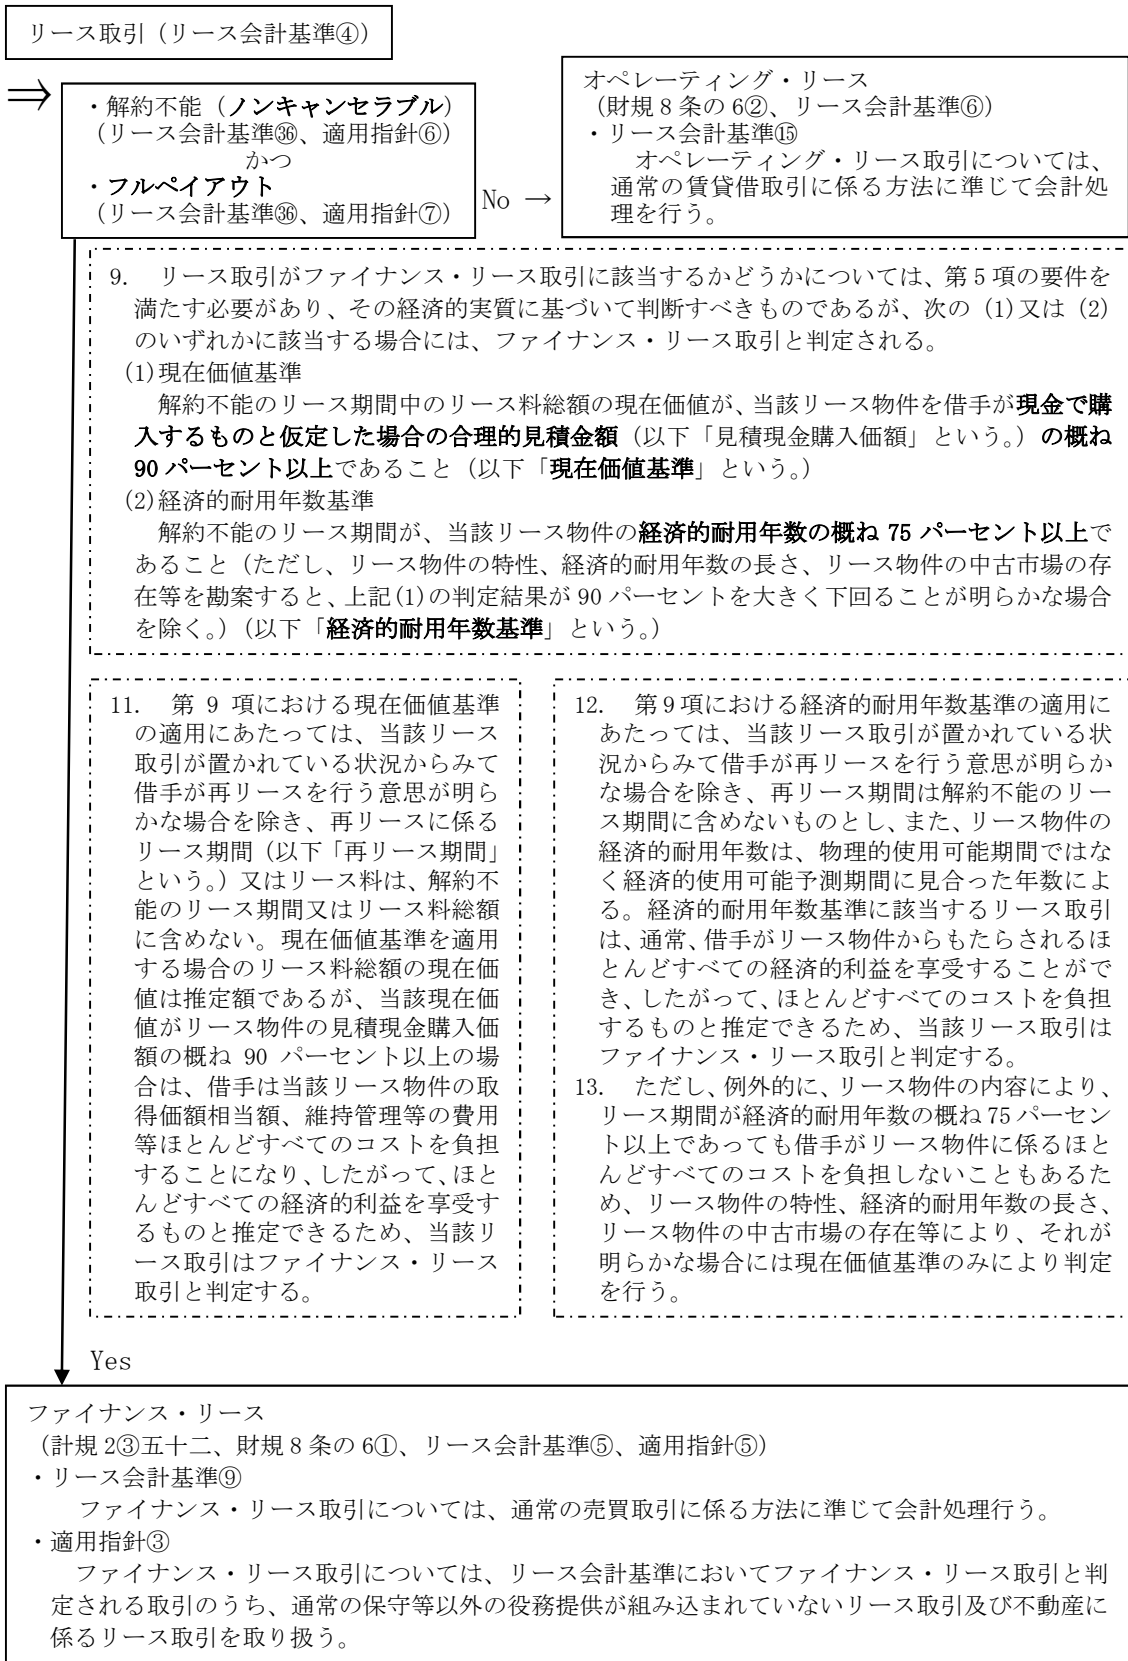 リース取引（リース会計基準④）
⇒
・解約不能（ノンキャンセラブル）
（リース会計基準㊱、適用指針⑥）
かつ
・フルペイアウト
（リース会計基準㊱、適用指針⑦）
No →
オペレーティング・リース
（財規8条の6②、リース会計基準⑥）
・リース会計基準⑮
オペレーティング・リース取引については、
通常の賃貸借取引に係る方法に準じて会計処
理を行う。
9. リース取引がファイナンス・リース取引に該当するかどうかについては、第5項の要件を
満たす必要があり、その経済的実質に基づいて判断すべきものであるが、次の (1)又は (2)
のいずれかに該当する場合には、ファイナンス・リース取引と判定される。
(1)現在価値基準
解約不能のリース期間中のリース料総額の現在価値が、当該リース物件を借手が現金で購
入するものと仮定した場合の合理的見積金額（以下「見積現金購入価額」という。）の概ね
90 パーセント以上であること（以下「現在価値基準」という。）
(2)経済的耐用年数基準
解約不能のリース期間が、当該リース物件の経済的耐用年数の概ね 75 パーセント以上で
あること（ただし、リース物件の特性、経済的耐用年数の長さ、リース物件の中古市場の存
在等を勘案すると、上記(1)の判定結果が 90 パーセントを大きく下回ることが明らかな場合
を除く。）（以下「経済的耐用年数基準」という。）
11. 第 9 項における現在価値基準
の適用にあたっては、当該リース
取引が置かれている状況からみて
借手が再リースを行う意思が明ら
かな場合を除き、再リースに係る
リース期間（以下「再リース期間」
という。）又はリース料は、解約不
能のリース期間又はリース料総額
に含めない。現在価値基準を適用
する場合のリース料総額の現在価
値は推定額であるが、当該現在価
値がリース物件の見積現金購入価
額の概ね 90 パーセント以上の場
合は、借手は当該リース物件の取
得価額相当額、維持管理等の費用
等ほとんどすべてのコストを負担
することになり、したがって、ほと
んどすべての経済的利益を享受す
るものと推定できるため、当該リ
ース取引はファイナンス・リース
取引と判定する。
12. 第9項における経済的耐用年数基準の適用に
あたっては、当該リース取引が置かれている状
況からみて借手が再リースを行う意思が明らか
な場合を除き、再リース期間は解約不能のリー
ス期間に含めないものとし、また、リース物件の
経済的耐用年数は、物理的使用可能期間ではな
く経済的使用可能予測期間に見合った年数によ
る。経済的耐用年数基準に該当するリース取引
は、通常、借手がリース物件からもたらされるほ
とんどすべての経済的利益を享受することがで
き、したがって、ほとんどすべてのコストを負担
するものと推定できるため、当該リース取引は
ファイナンス・リース取引と判定する。
13. ただし、例外的に、リース物件の内容により、
リース期間が経済的耐用年数の概ね 75 パーセン
ト以上であっても借手がリース物件に係るほと
んどすべてのコストを負担しないこともあるた
め、リース物件の特性、経済的耐用年数の長さ、
リース物件の中古市場の存在等により、それが
明らかな場合には現在価値基準のみにより判定
を行う。
Yes
ファイナンス・リース
（計規 2③五十二、財規 8 条の 6①、リース会計基準⑤、適用指針⑤）
・リース会計基準⑨
ファイナンス・リース取引については、通常の売買取引に係る方法に準じて会計処理行う。
・適用指針③
ファイナンス・リース取引については、リース会計基準においてファイナンス・リース取引と判
定される取引のうち、通常の保守等以外の役務提供が組み込まれていないリース取引及び不動産に
係るリース取引を取り扱う。